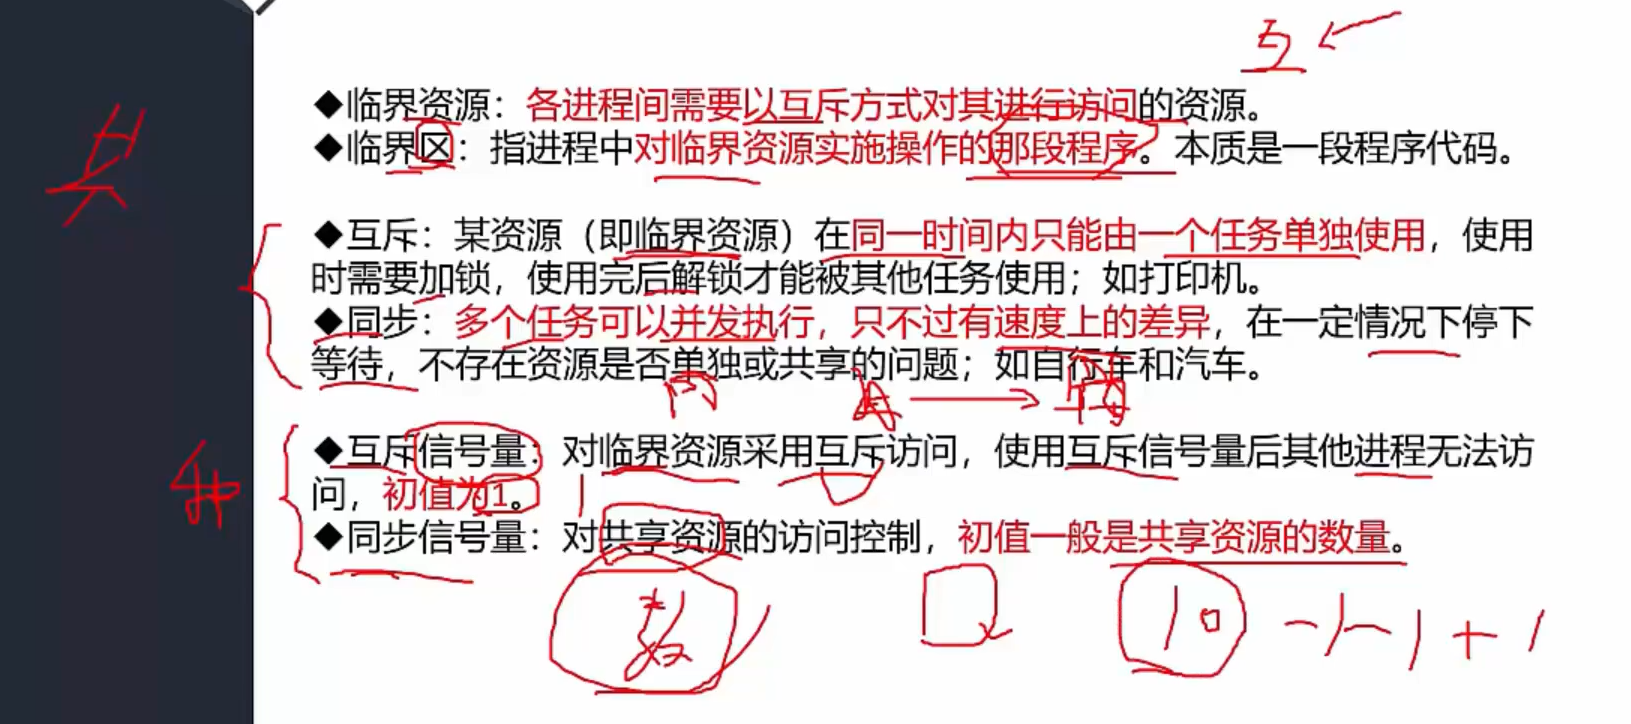 互
◆临界资源：各进程间需要以互斥方式对其进行访问的资源。
◆临界区：指进程中对临界资源实施操作的那段程序。本质是一段程序代码。
◆互斥：某资源（即临界资源）在同一时间内只能由一个任务单独使用，使用
时需要加锁，使用完后解锁才能被其他任务使用；如打印机。
◆同步：多个任务可以并发执行，只不过有速度上的差异，在一定情况下停下
等待，不存在资源是否单独或共享的问题；如自行车和汽车。
◆互斥信号量：对临界资源采用互斥访问，使用互斥信号量后其他进程无法访
问，初值为1。
◆同步信号量：对共享资源的访问控制，初值一般是共享资源的数量。
数
10 -1-1+1